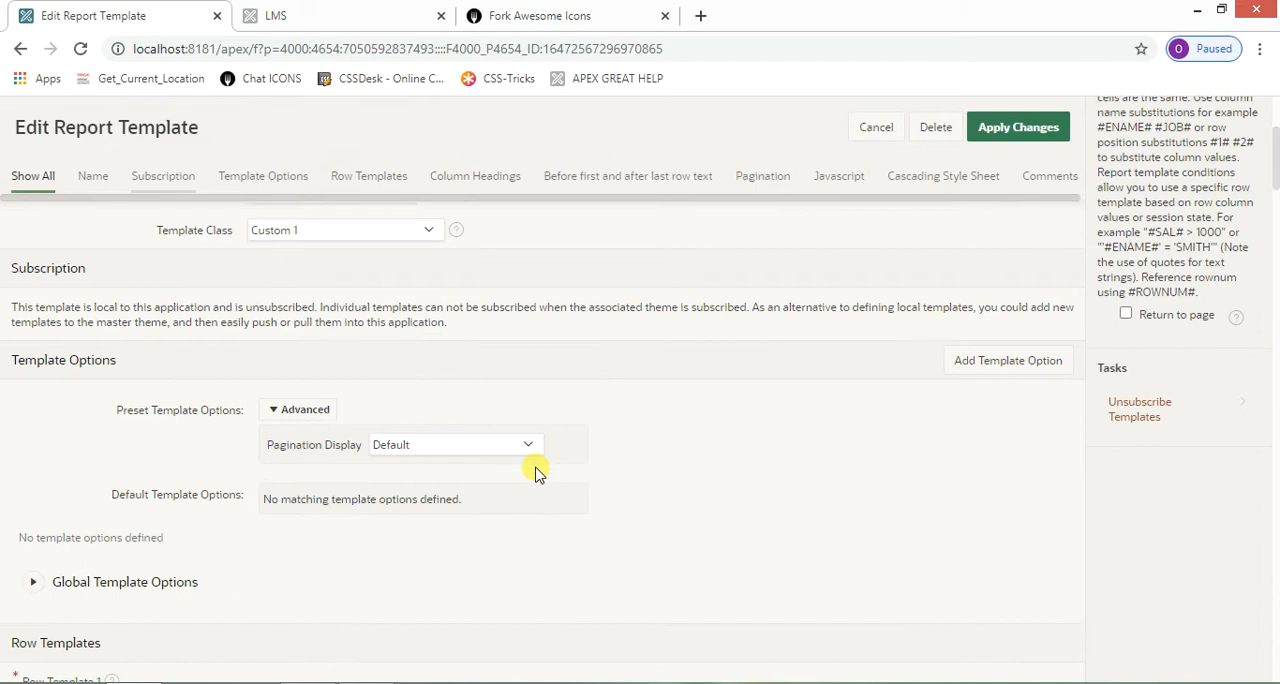 Edit Report Template
LMS
Fork Awesome Icons
localhost:8181/apex/f?p=4000:4654:7050592837493::::F4000_P4654_ID:16472567296970865
O Paused
Apps
Get_Current_Location
Chat ICONS
CSSDesk - Online C...
CSS-Tricks
APEX GREAT HELP
Edit Report Template
Cancel
Delete
Apply Changes
Show All
Name
Subscription
Template Options
Row Templates
Column Headings
Before first and after last row text
Pagination
Javascript
Cascading Style Sheet
Comments
Template Class
Custom 1
Subscription
This template is local to this application and is unsubscribed. Individual templates can not be subscribed when the associated theme is subscribed. As an alternative to defining local templates, you could add new
templates to the master theme, and then easily push or pull them into this application.
Template Options
Add Template Option
Preset Template Options:
Advanced
Pagination Display
Default
Default Template Options:
No matching template options defined.
No template options defined
Global Template Options
Row Templates
* Row Template 1
cells are the same. Use column
name substitutions for example
#ENAME# #JOB# or row
position substitutions #1# #2#
to substitute column values.
Report template conditions
allow you to use a specific row
template based on row column
values or session state. For
example "#SAL# > 1000" or
"'#ENAME#' = 'SMITH'" (Note
the use of quotes for text
strings). Reference rownum
using #ROWNUM#.
Return to page
Tasks
Unsubscribe
Templates